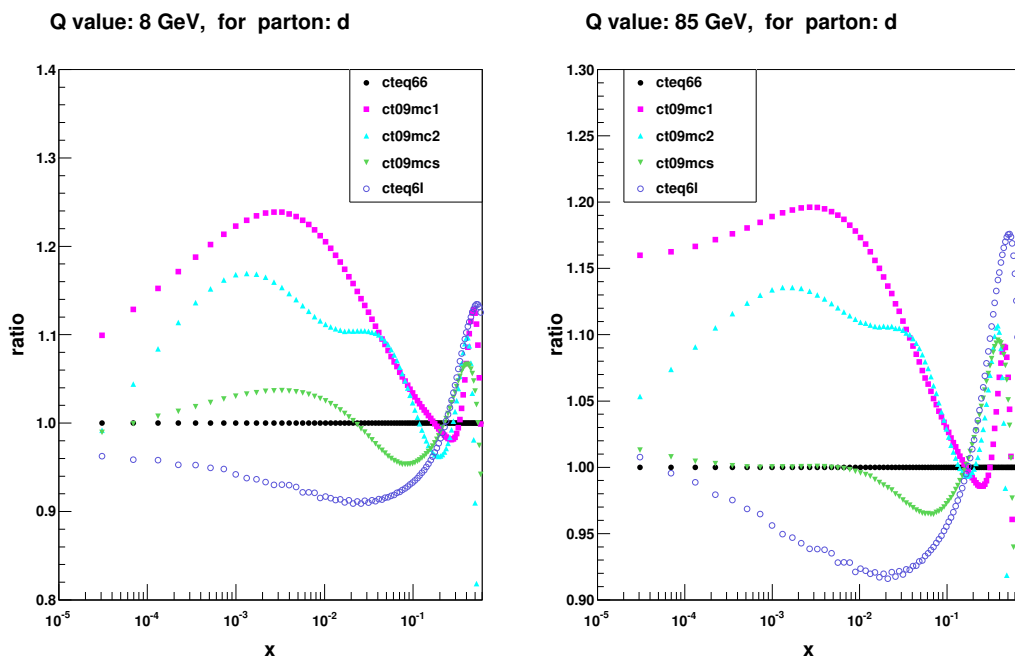 Q value: 8 GeV, for parton: d
ratio
1.4
1.3
1.2
1.1
1.0
0.9
0.8
cteq66
ct09mc1
ct09mc2
ct09mcs
cteq6l
10-5
10-4
10-3
10-2
10-1
x
Q value: 85 GeV, for parton: d
ratio
1.30
1.25
1.20
1.15
1.10
1.05
1.00
0.95
0.90
cteq66
ct09mc1
ct09mc2
ct09mcs
cteq6l
10-5
10-4
10-3
10-2
10-1
x